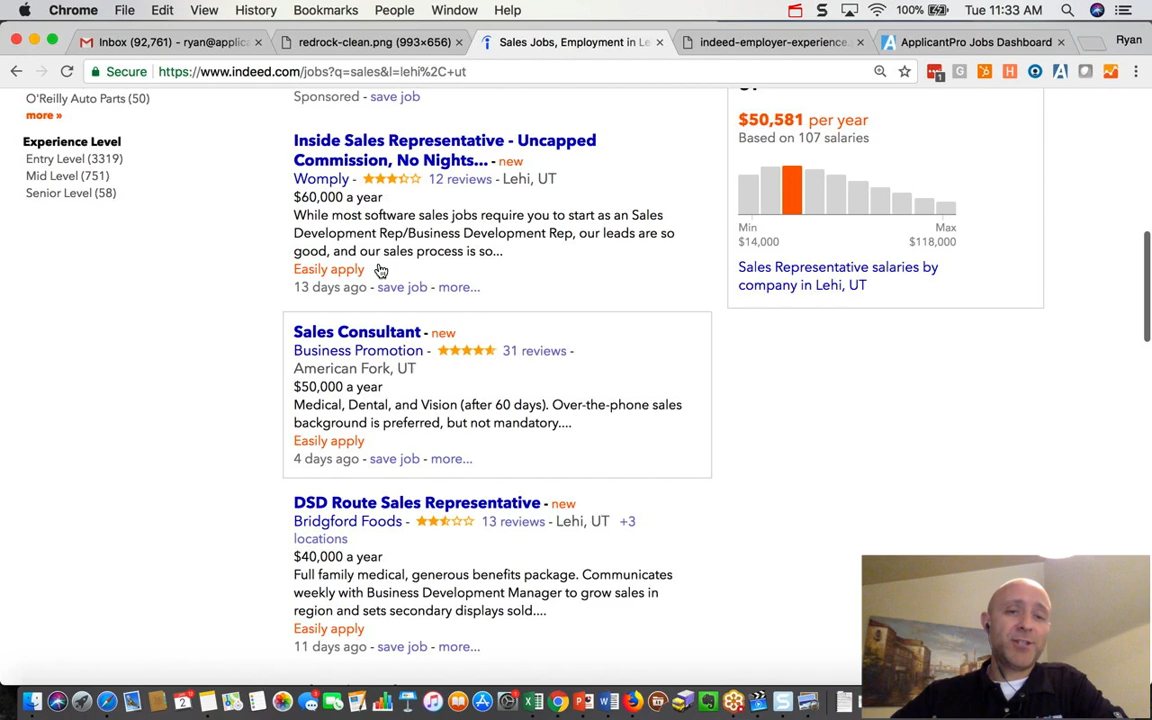 Chrome File Edit View History Bookmarks People Window Help 100% Tue 11:33 AM
Inbox (92,761) - ryan@applic redrock-clean.png (993×656) Sales Jobs, Employment in Le indeed-employer-experience. ApplicantPro Jobs Dashboard Ryan
Secure https://www.indeed.com/jobs?q=sales&l=lehi%2C+ut
O'Reilly Auto Parts (50)
more »
Experience Level
Entry Level (3319)
Mid Level (751)
Senior Level (58)
Sponsored - save job
Inside Sales Representative - Uncapped
Commission, No Nights... - new
Womply - 12 reviews - Lehi, UT
$60,000 a year
While most software sales jobs require you to start as an Sales
Development Rep/Business Development Rep, our leads are so
good, and our sales process is so...
Easily apply
13 days ago - save job - more...
Sales Consultant - new
Business Promotion - 31 reviews -
American Fork, UT
$50,000 a year
Medical, Dental, and Vision (after 60 days). Over-the-phone sales
background is preferred, but not mandatory....
Easily apply
4 days ago - save job - more...
DSD Route Sales Representative - new
Bridgford Foods - 13 reviews - Lehi, UT +3
locations
$40,000 a year
Full family medical, generous benefits package. Communicates
weekly with Business Development Manager to grow sales in
region and sets secondary displays sold....
Easily apply
11 days ago - save job - more...
$50,581 per year
Based on 107 salaries
Min Max
$14,000 $118,000
Sales Representative salaries by
company in Lehi, UT